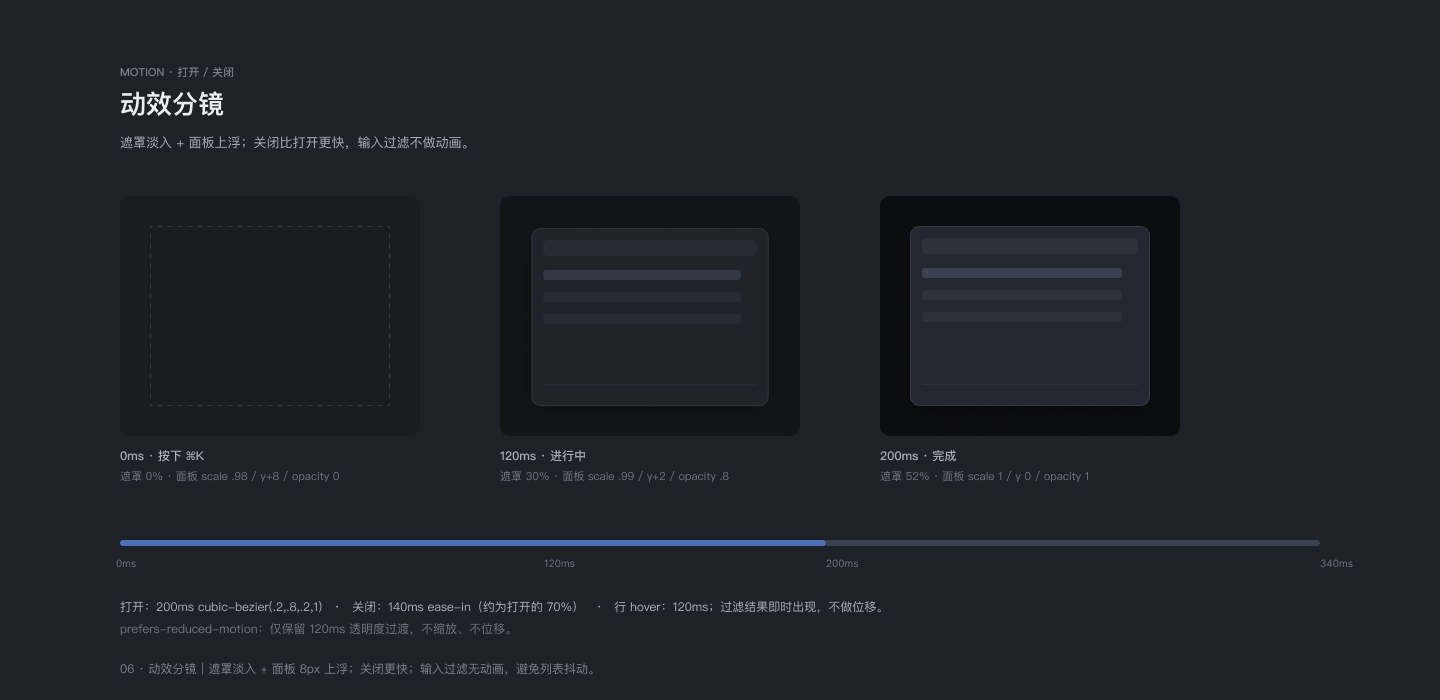 MOTION · 打开 / 关闭
动效分镜
遮罩淡入 + 面板上浮；关闭比打开更快，输入过滤不做动画。
0ms · 按下 ⌘K
遮罩 0% · 面板 scale .98 / y+8 / opacity 0
120ms · 进行中
遮罩 30% · 面板 scale .99 / y+2 / opacity .8
200ms · 完成
遮罩 52% · 面板 scale 1 / y 0 / opacity 1
0ms
120ms
200ms
340ms
打开：200ms cubic-bezier(.2,.8,.2,1) · 关闭：140ms ease-in（约为打开的 70%） · 行 hover：120ms；过滤结果即时出现，不做位移。
prefers-reduced-motion：仅保留 120ms 透明度过渡，不缩放、不位移。
06 · 动效分镜｜遮罩淡入 + 面板 8px 上浮；关闭更快；输入过滤无动画，避免列表抖动。